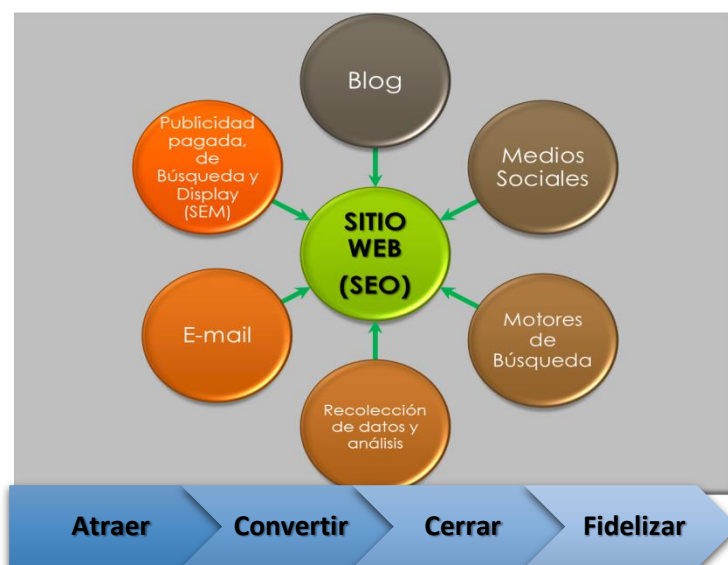 Blog
Publicidad
pagada,
de
Búsqueda y
Display
(SEM)
Medios
Sociales
SITIO
WEB
(SEO)
E-mail
Motores
de
Búsqueda
Recolección
de datos y
análisis
Atraer
Convertir
Cerrar
Fidelizar